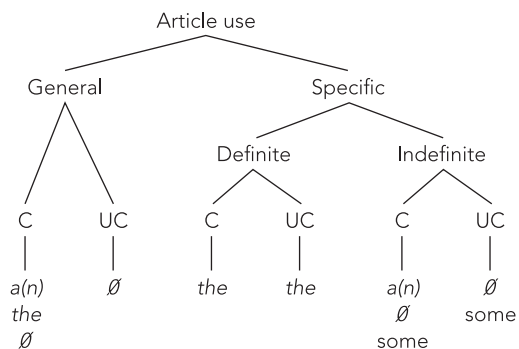 Article use
General Specific
Definite Indefinite
C UC C UC C UC
a(n) Ø the the a(n) Ø
the Ø some
Ø some